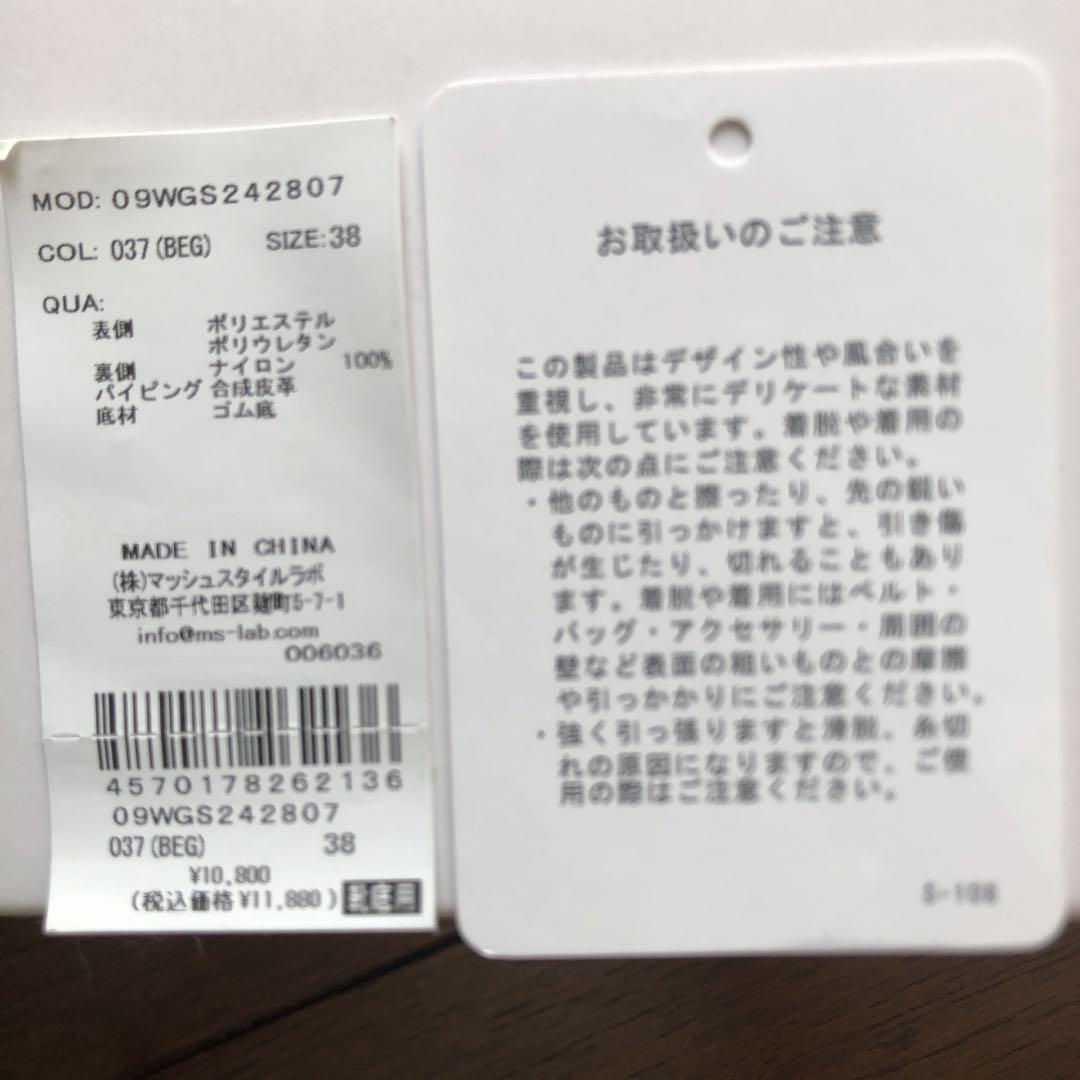 MOD: 09WGS242807
COL: 037(BEG) SIZE:38
QUA:
表側 ポリエステル
ポリウレタン
裏側 ナイロン 100%
パイピング 合成皮革
底材 ゴム底
MADE IN CHINA
(株)マッシュスタイルラボ
東京都千代田区麹町5-7-1
info@ms-lab.com
006036
4570178262136
09WGS242807
037(BEG) 38
¥10,800
(税込価格¥11,880) 靴底用
お取扱いのご注意
この製品はデザイン性や風合いを
重視し、非常にデリケートな素材
を使用しています。着脱や着用の
際は次の点にご注意ください。
・他のものと擦ったり、先の鋭い
ものに引っかけますと、引き傷
が生じたり、切れることもあり
ます。着脱や着用にはベルト・
バッグ・アクセサリー・周囲の
壁など表面の粗いものとの摩擦
や引っかかりにご注意ください。
・強く引っ張りますと滑脱、糸切
れの原因になりますので、ご使
用の際はご注意ください。
S-108